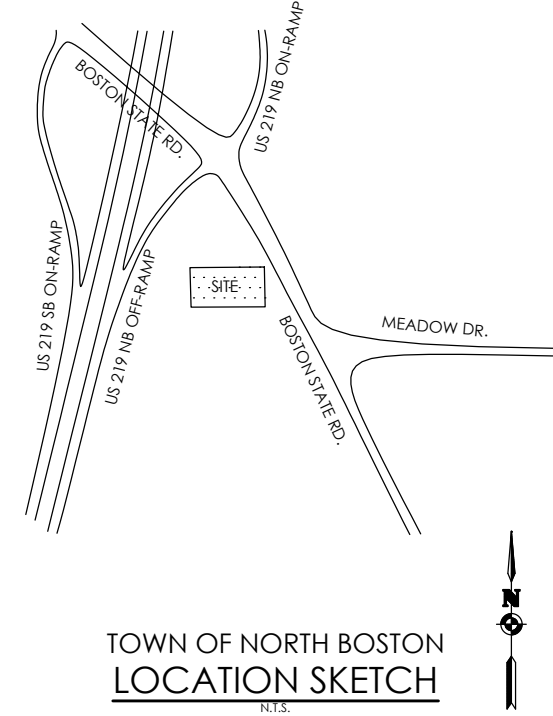 US 219 NB ON-RAMP
BOSTON STATE RD.
US 219 SB ON-RAMP
US 219 NB OFF-RAMP
SITE
MEADOW DR.
BOSTON STATE RD.
N
TOWN OF NORTH BOSTON
LOCATION SKETCH
N.T.S.